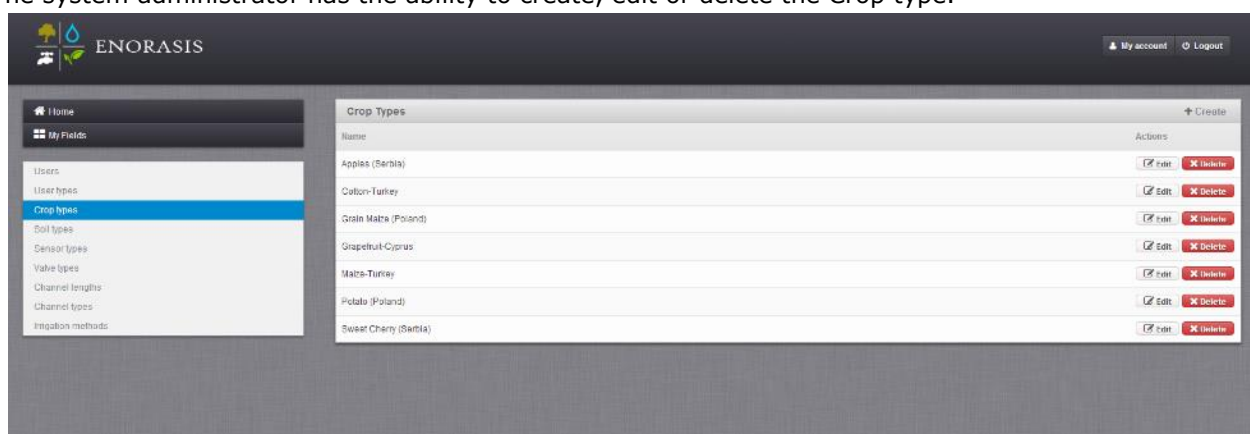 he system administrator has the ability to create, edit or delete the Crop type.
ENORASIS
My account Logout
Home
My Fields
Users
User types
Crop types
Soil types
Sensor types
Valve types
Channel lengths
Channel types
Irrigation methods
Crop Types + Create
Name Actions
Apples (Serbia) Edit Delete
Cotton-Turkey Edit Delete
Grain Maize (Poland) Edit Delete
Grapefruit-Cyprus Edit Delete
Maize-Turkey Edit Delete
Potato (Poland) Edit Delete
Sweet Cherry (Serbia) Edit Delete